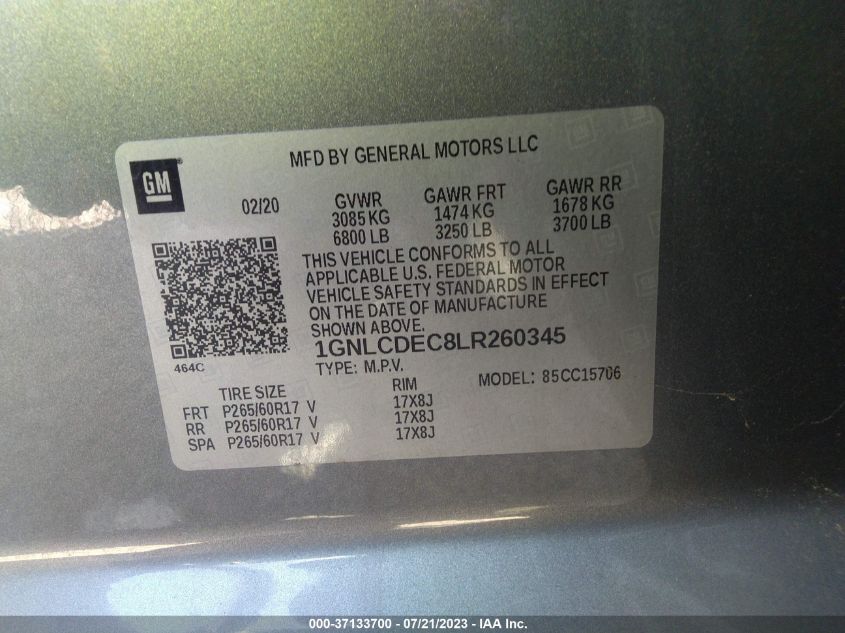 MFD BY GENERAL MOTORS LLC
GM
02/20
GVWR GAWR FRT GAWR RR
3085 KG 1474 KG 1678 KG
6800 LB 3250 LB 3700 LB
THIS VEHICLE CONFORMS TO ALL
APPLICABLE U.S. FEDERAL MOTOR
VEHICLE SAFETY STANDARDS IN EFFECT
ON THE DATE OF MANUFACTURE
SHOWN ABOVE.
1GNLCDEC8LR260345
464C
TYPE: M.P.V. MODEL: 85CC15706
TIRE SIZE RIM
FRT P265/60R17 V 17X8J
RR P265/60R17 V 17X8J
SPA P265/60R17 V 17X8J
000-37133700 / 07/21/2023 - IAA Inc.